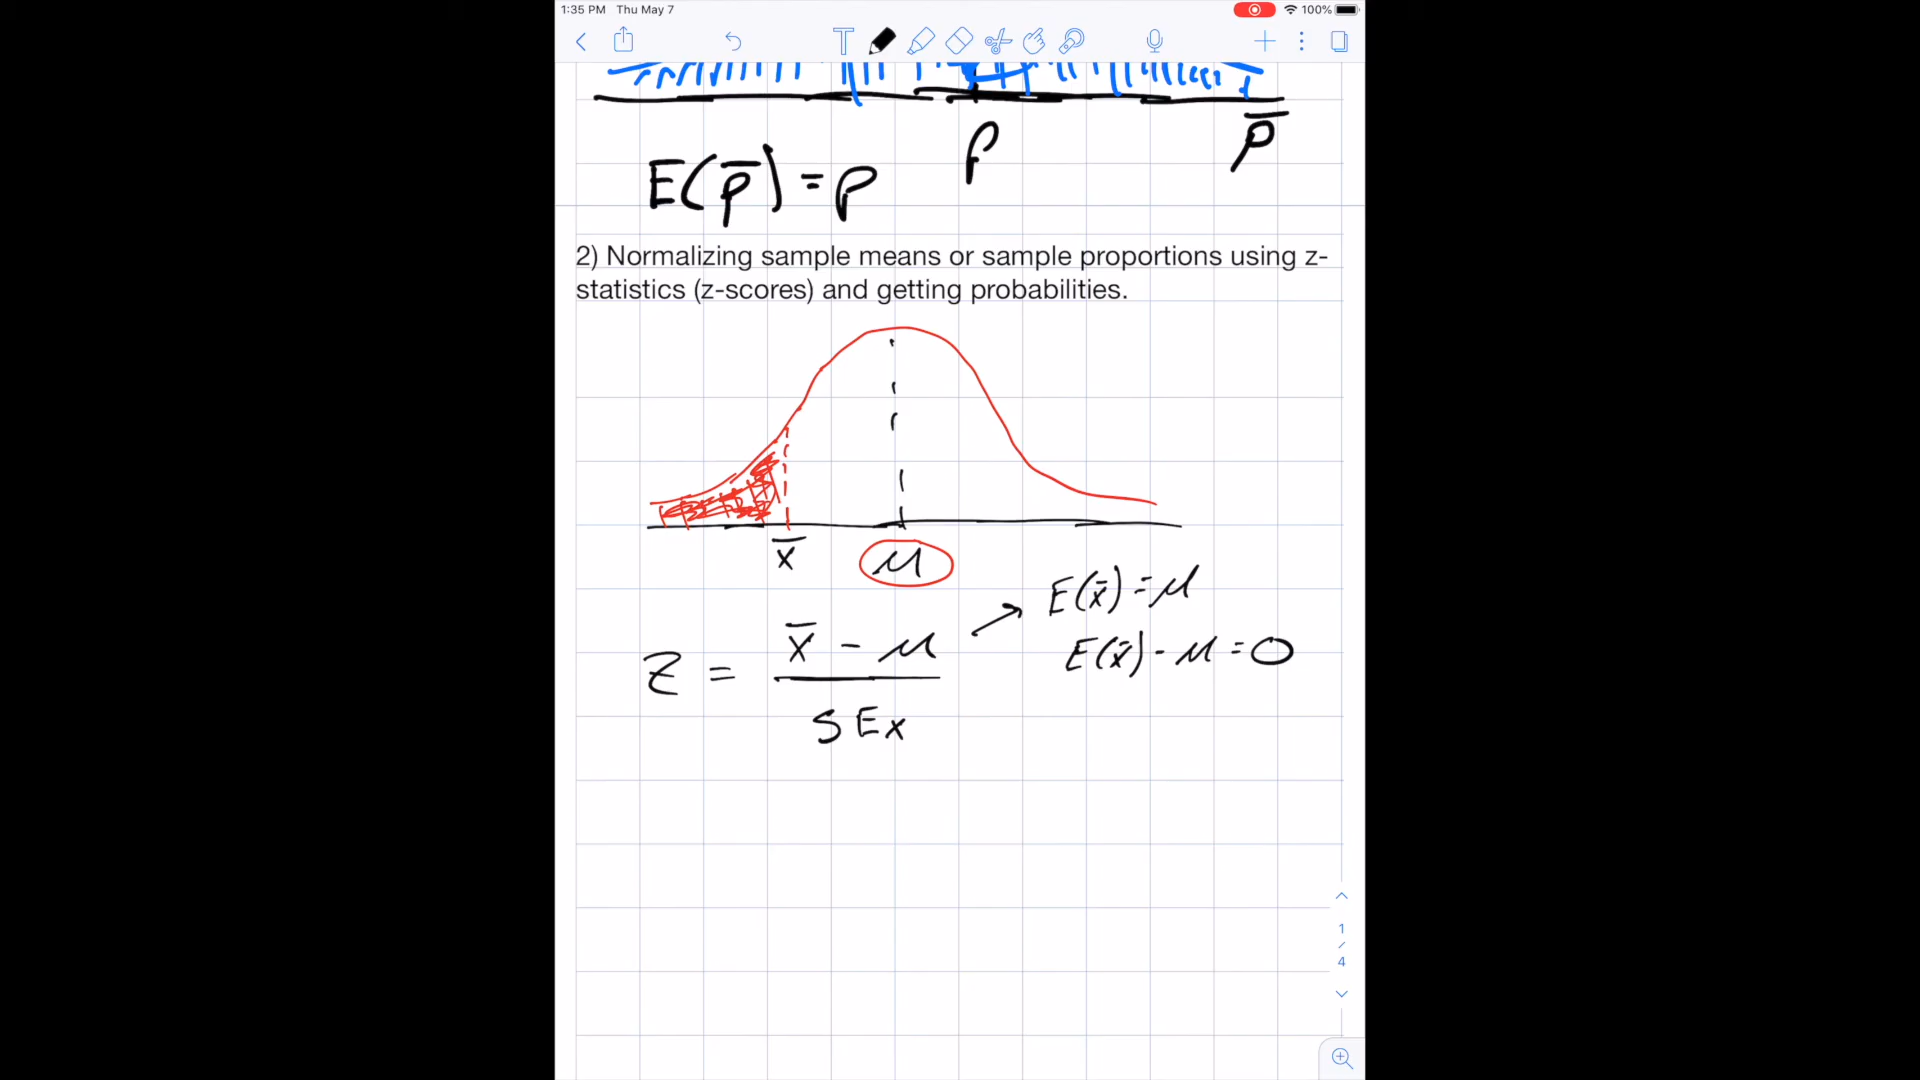 1:35 PM Thu May 7 100%
p p̅
E(p̅) = p
2) Normalizing sample means or sample proportions using z-
statistics (z-scores) and getting probabilities.
x̅ μ
E(x̅) = μ
z = x̅ - μ / SEx
E(x̅) - μ = 0
1
/
4